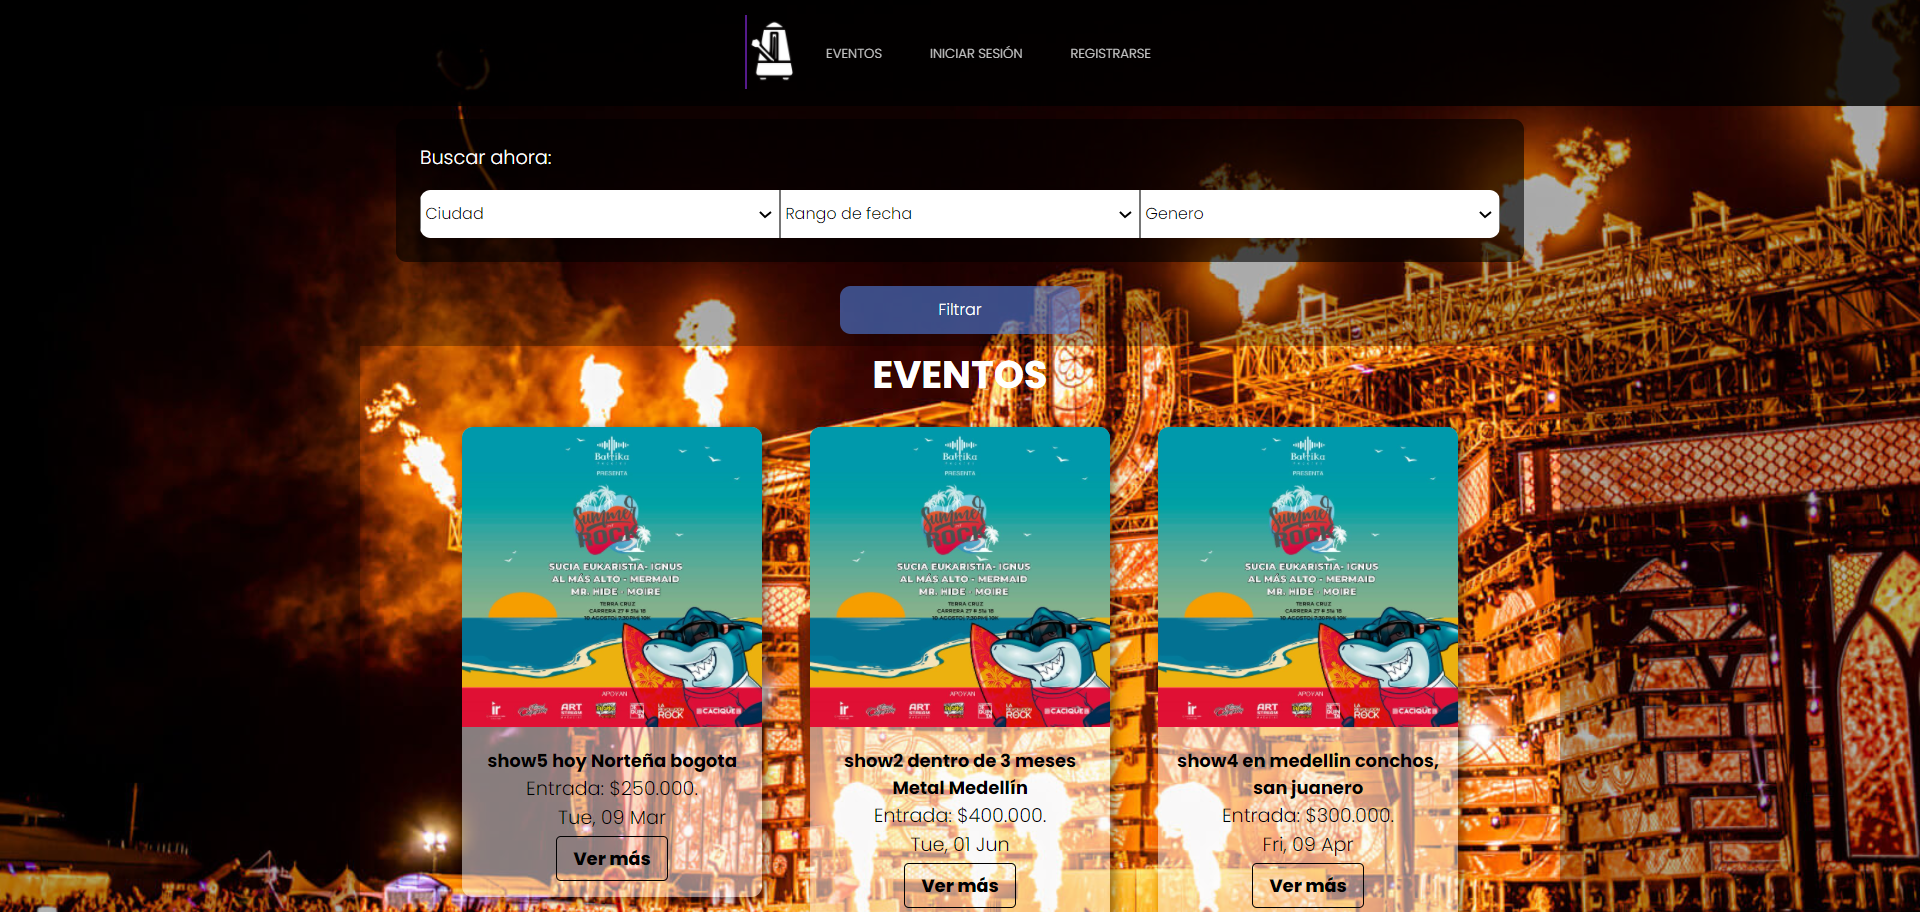 EVENTOS
INICIAR SESIÓN
REGISTRARSE
Buscar ahora:
Ciudad
Rango de fecha
Genero
Filtrar
EVENTOS
Baltika
PRESENTA
Summer
ROCK
SUCIA EUKARISTIA- IGNUS
AL MÁS ALTO - MERMAID
MR. HIDE - MOIRE
TERRA CRUZ
APOYAN
ir
ART
ROCK
CACIQUE
show5 hoy Norteña bogota
Entrada: $250.000.
Tue, 09 Mar
Ver más
Baltika
PRESENTA
Summer
ROCK
SUCIA EUKARISTIA- IGNUS
AL MÁS ALTO - MERMAID
MR. HIDE - MOIRE
TERRA CRUZ
APOYAN
ir
ART
ROCK
CACIQUE
show2 dentro de 3 meses
Metal Medellín
Entrada: $400.000.
Tue, 01 Jun
Ver más
Baltika
PRESENTA
Summer
ROCK
SUCIA EUKARISTIA- IGNUS
AL MÁS ALTO - MERMAID
MR. HIDE - MOIRE
TERRA CRUZ
APOYAN
ir
ART
ROCK
CACIQUE
show4 en medellin conchos,
san juanero
Entrada: $300.000.
Fri, 09 Apr
Ver más